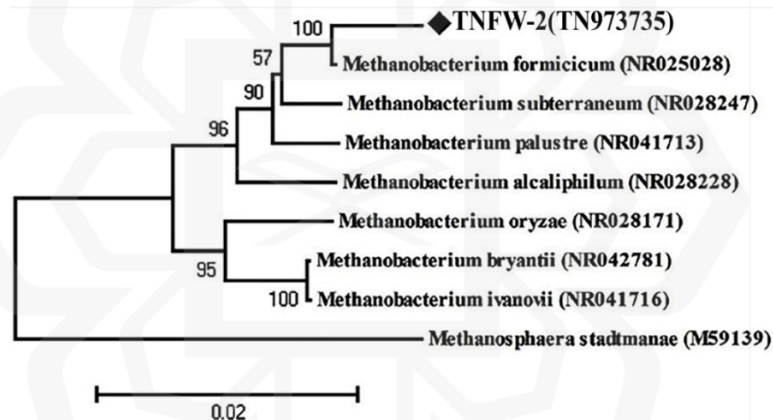 100
◆TNFW-2(TN973735)
57
Methanobacterium formicicum (NR025028)
90
Methanobacterium subterraneum (NR028247)
96
Methanobacterium palustre (NR041713)
Methanobacterium alcaliphilum (NR028228)
Methanobacterium oryzae (NR028171)
95
Methanobacterium bryantii (NR042781)
100
Methanobacterium ivanovii (NR041716)
Methanosphaera stadtmanae (M59139)
0.02